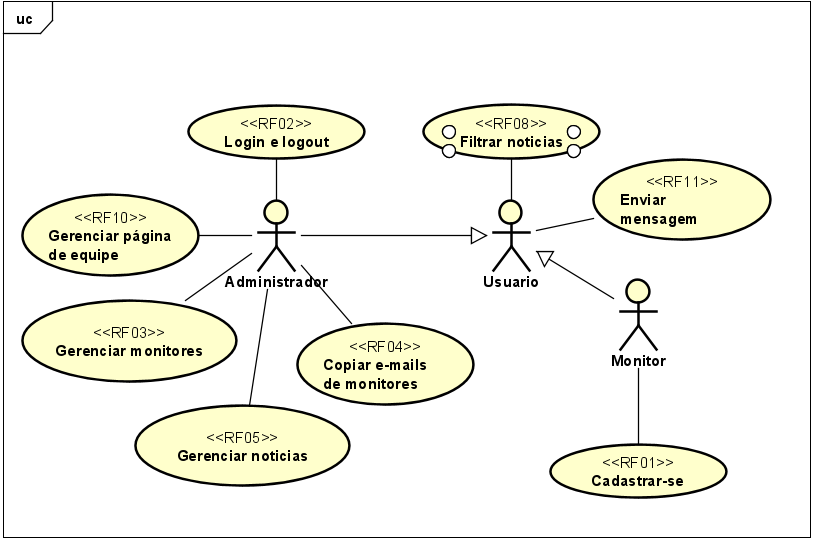 uc
<<RF02>>
Login e logout
<<RF08>>
Filtrar noticias
<<RF11>>
Enviar
mensagem
<<RF10>>
Gerenciar página
de equipe
Administrador
Usuario
<<RF03>>
Gerenciar monitores
<<RF04>>
Copiar e-mails
de monitores
Monitor
<<RF05>>
Gerenciar noticias
<<RF01>>
Cadastrar-se